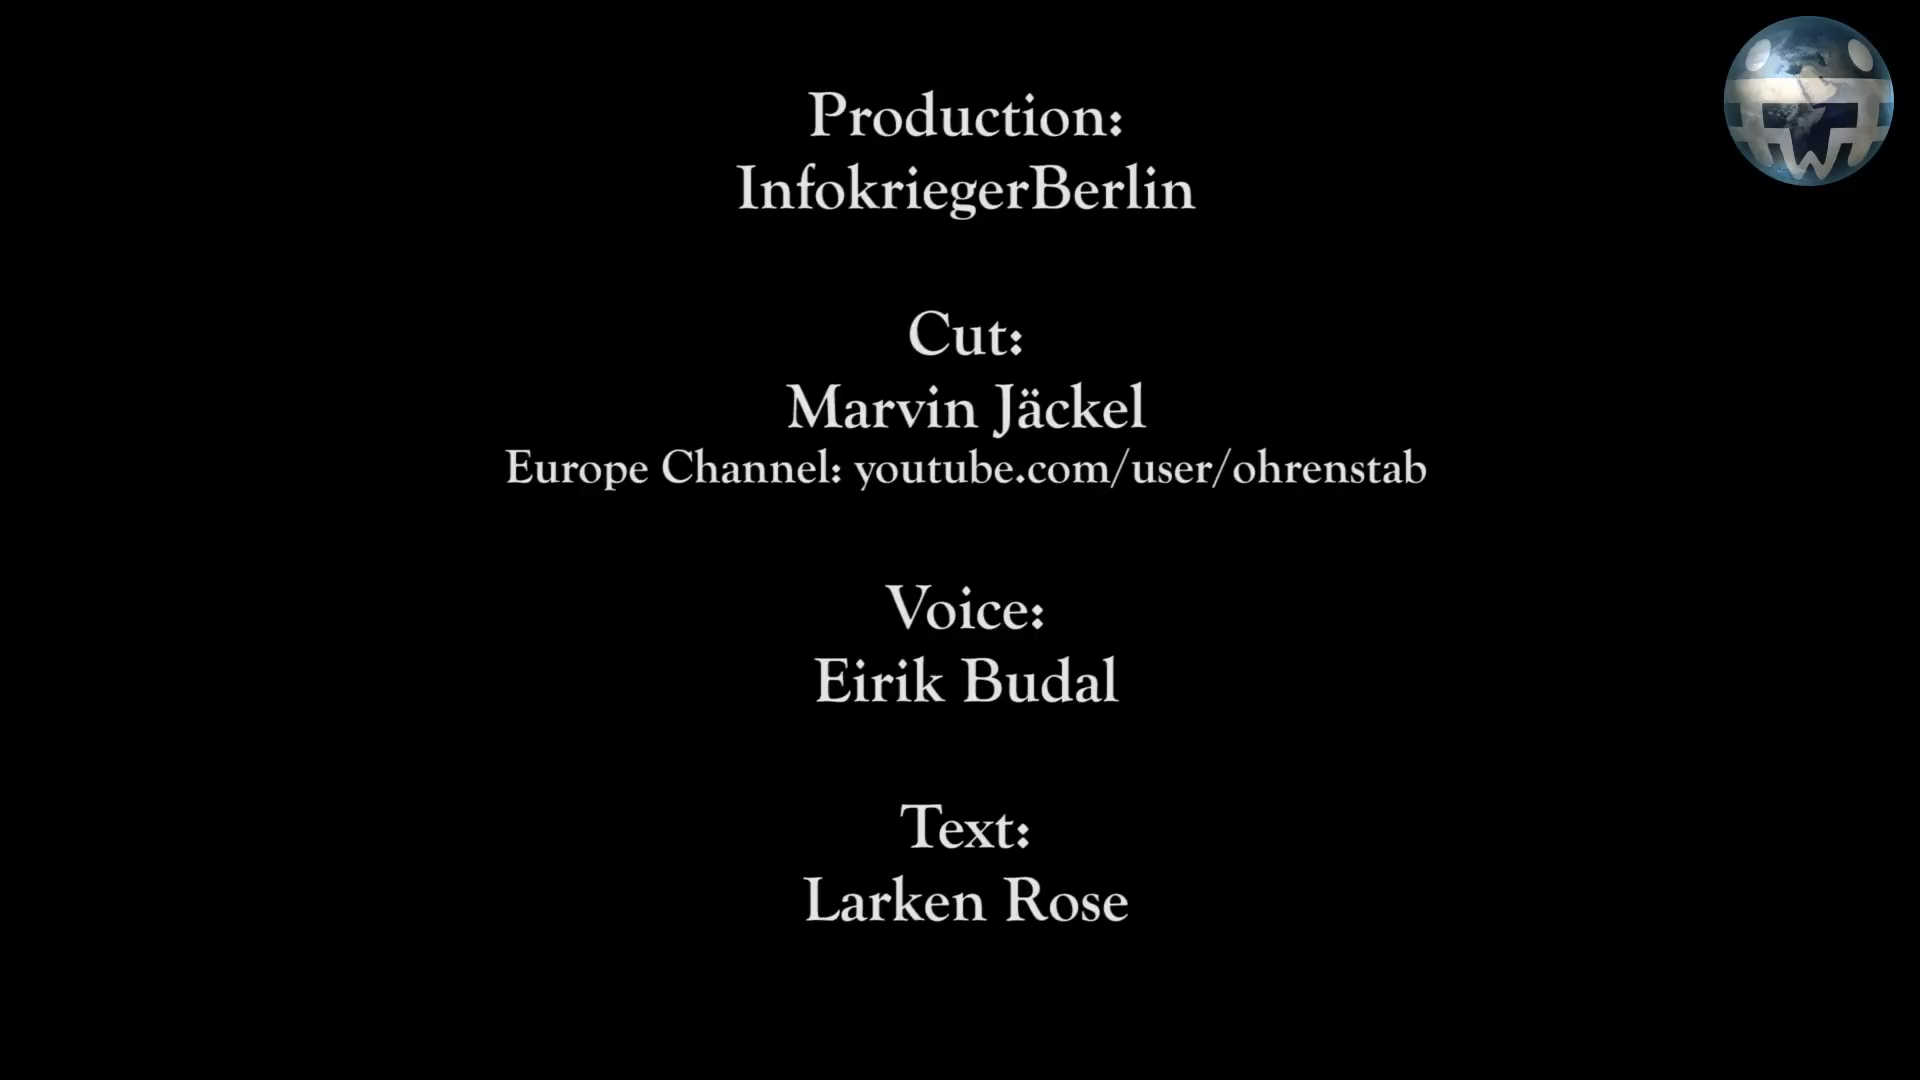 Production:
InfokriegerBerlin
Cut:
Marvin Jäckel
Europe Channel: youtube.com/user/ohrenstab
Voice:
Eirik Budal
Text:
Larken Rose